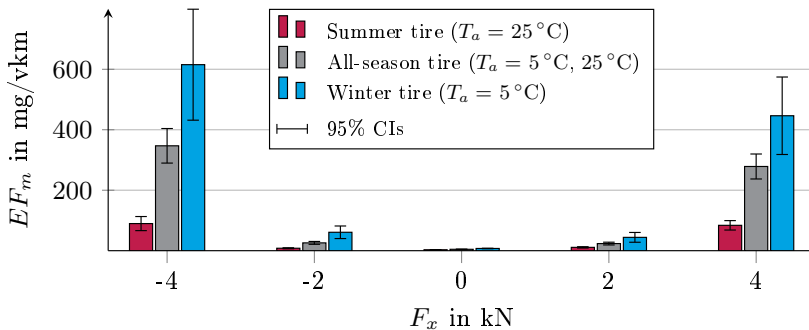 Summer tire (T_a = 25 °C)
All-season tire (T_a = 5 °C, 25 °C)
Winter tire (T_a = 5 °C)
95% CIs
EF_m in mg/vkm
600
400
200
-4 -2 0 2 4
F_x in kN